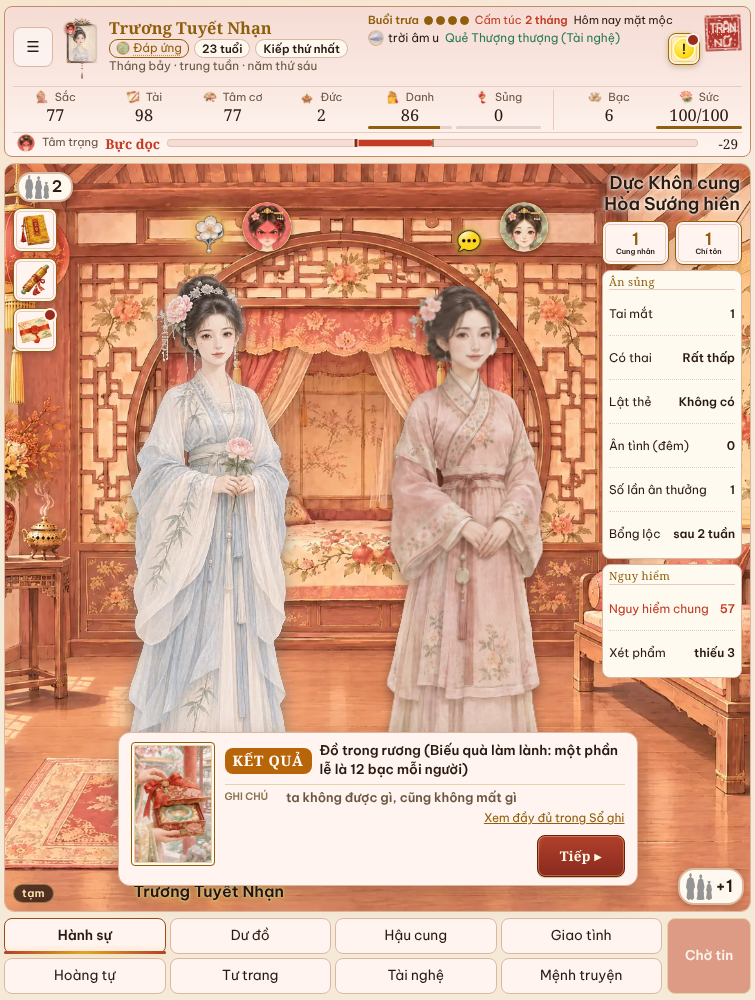 ☰
Trương Tuyết Nhạn
Đáp ứng
23 tuổi
Kiếp thứ nhất
Tháng bảy · trung tuần · năm thứ sáu
Buổi trưa
Cấm túc 2 tháng
Hôm nay mặt mộc
trời âm u
Quẻ Thượng thượng (Tài nghệ)
!
TRÂN NỮ
Sắc
77
Tài
98
Tâm cơ
77
Đức
2
Danh
86
Sủng
0
Bạc
6
Sức
100/100
Tâm trạng
Bực dọc
-29
2
Dực Khôn cung
Hòa Sướng hiên
1
Cung nhân
1
Chí tôn
Ân sủng
Tai mắt 1
Có thai Rất thấp
Lật thẻ Không có
Ân tình (đêm) 0
Số lần ân thưởng 1
Bổng lộc sau 2 tuần
Nguy hiểm
Nguy hiểm chung 57
Xét phẩm thiếu 3
KẾT QUẢ
Đồ trong rương (Biếu quà làm lành: một phần
lễ là 12 bạc mỗi người)
GHI CHÚ
ta không được gì, cũng không mất gì
Xem đầy đủ trong Sổ ghi
Tiếp ▸
tạm
Trương Tuyết Nhạn
+1
Hành sự
Dư đồ
Hậu cung
Giao tình
Chờ tin
Hoàng tự
Tư trang
Tài nghệ
Mệnh truyện